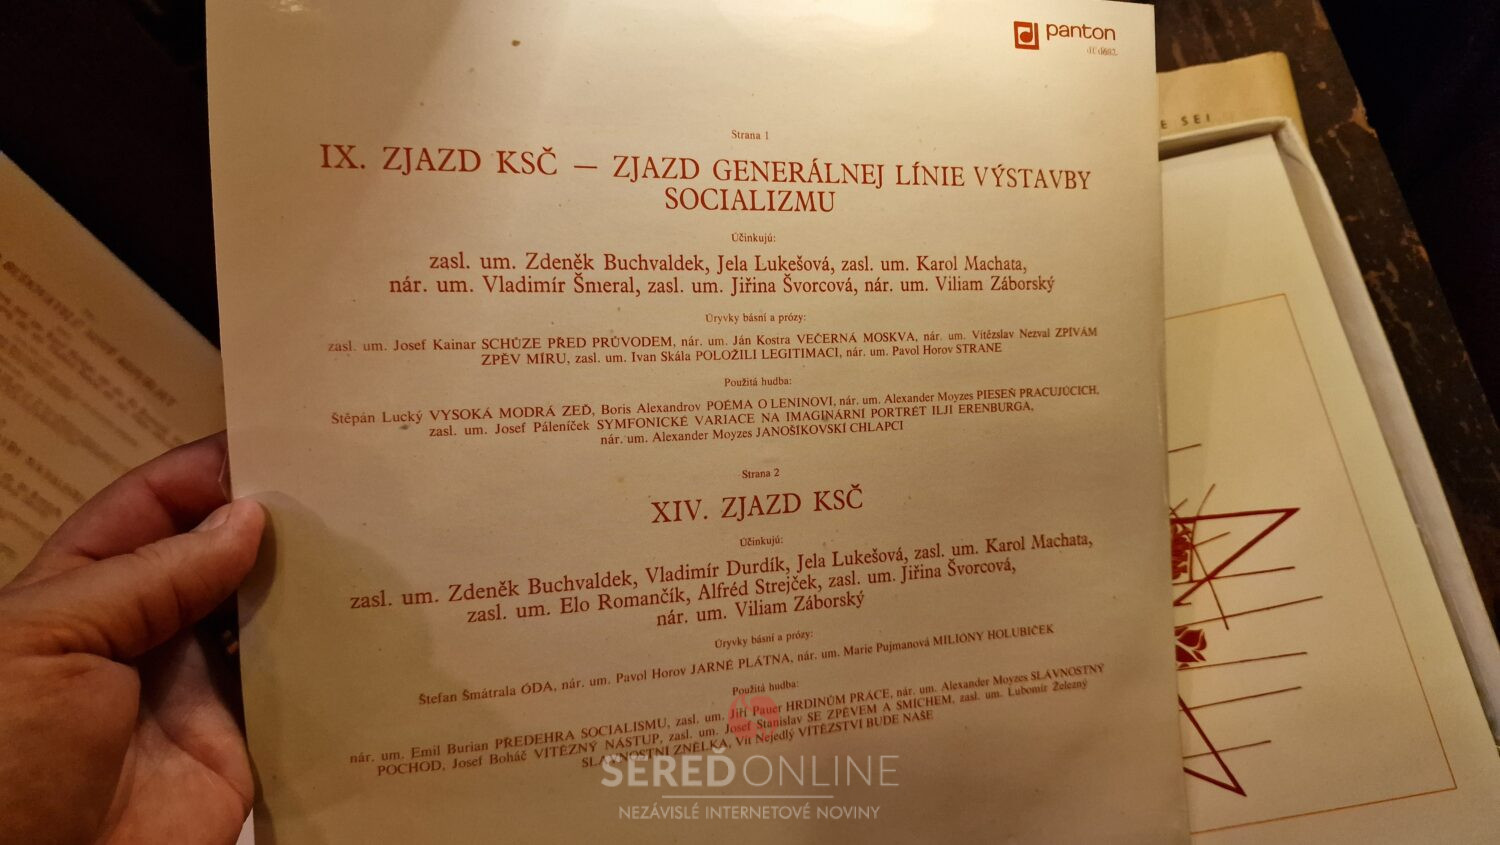 panton
Strana 1
IX. ZJAZD KSČ — ZJAZD GENERÁLNEJ LÍNIE VÝSTAVBY
SOCIALIZMU
Účinkujú:
zasl. um. Zdeněk Buchvaldek, Jela Lukešová, zasl. um. Karol Machata,
nár. um. Vladimír Šmeral, zasl. um. Jiřina Švorcová, nár. um. Viliam Záborský
Úryvky básní a prózy:
zasl. um. Josef Kainar SCHŮZE PŘED PRŮVODEM, nár. um. Ján Kostra VEČERNÁ MOSKVA, nár. um. Vítězslav Nezval ZPÍVÁM
ZPĚV MÍRU, zasl. um. Ivan Skála POLOŽILI LEGITIMACI, nár. um. Pavol Horov STRANE
Použitá hudba:
Štěpán Lucký VYSOKÁ MODRÁ ZEĎ, Boris Alexandrov POÉMA O LENINOVI, nár. um. Alexander Moyzes PIESEŇ PRACUJÚCICH,
zasl. um. Josef Páleníček SYMFONICKÉ VARIACE NA IMAGINÁRNÍ PORTRÉT ILJI ERENBURGA,
nár. um. Alexander Moyzes JANOŠÍKOVSKÍ CHLAPCI
Strana 2
XIV. ZJAZD KSČ
Účinkujú:
zasl. um. Zdeněk Buchvaldek, Vladimír Durdík, Jela Lukešová, zasl. um. Karol Machata,
zasl. um. Elo Romančík, Alfréd Strejček, zasl. um. Jiřina Švorcová,
nár. um. Viliam Záborský
Úryvky básní a prózy:
Štefan Šmátrala ÓDA, nár. um. Pavol Horov JARNÉ PLÁTNA, nár. um. Marie Pujmanová MILIONY HOLUBIČEK
Použitá hudba:
nár. um. Emil Burian PŘEDEHRA SOCIALISMU, zasl. um. Jiří Pauer HRDINŮM PRÁCE, nár. um. Alexander Moyzes SLÁVNOSTNÝ
POCHOD, Josef Boháč VÍTĚZNÝ NÁSTUP, zasl. um. Josef Stanislav SE ZPĚVEM A SMÍCHEM, zasl. um. Lubomír Železný
SLAVNOSTNÍ ZNĚLKA, Vít Nejedlý VÍTĚZSTVÍ BUDE NAŠE
E SEI
SEREĎONLINE
NEZÁVISLÉ INTERNETOVÉ NOVINY